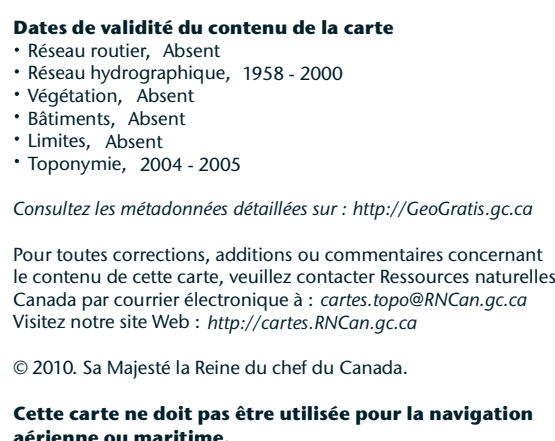 Dates de validité du contenu de la carte
• Réseau routier, Absent
• Réseau hydrographique, 1958 - 2000
• Végétation, Absent
• Bâtiments, Absent
• Limites, Absent
• Toponymie, 2004 - 2005
Consultez les métadonnées détaillées sur : http://GeoGratis.gc.ca
Pour toutes corrections, additions ou commentaires concernant
le contenu de cette carte, veuillez contacter Ressources naturelles
Canada par courrier électronique à : cartes.topo@RNCan.gc.ca
Visitez notre site Web : http://cartes.RNCan.gc.ca
© 2010. Sa Majesté la Reine du chef du Canada.
Cette carte ne doit pas être utilisée pour la navigation
aérienne ou maritime.